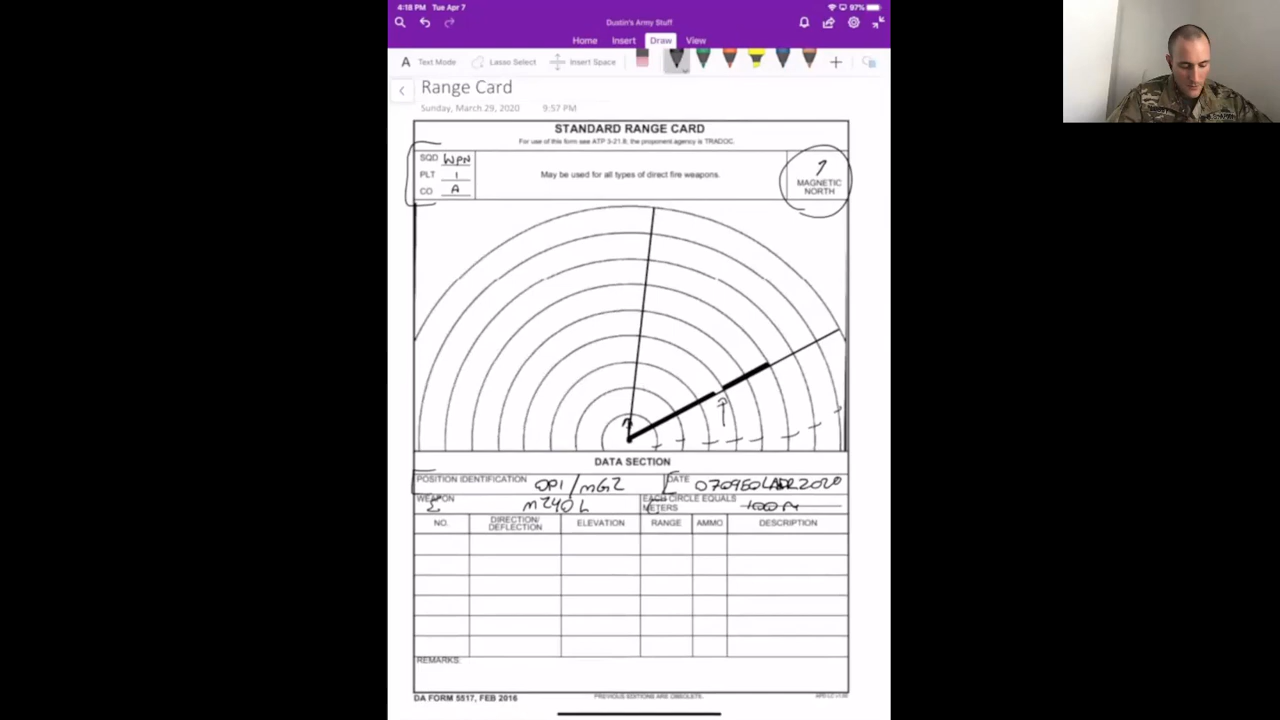 4:18 PM Tue Apr 7
97%
Dustin's Army Stuff
Home Insert Draw View
A Text Mode Lasso Select Insert Space
Range Card
Sunday, March 29, 2020 9:57 PM
STANDARD RANGE CARD
For use of this form see ATP 3-21.8; the proponent agency is TRADOC.
SQD WPN
PLT 1
CO A
May be used for all types of direct fire weapons.
MAGNETIC
NORTH
DATA SECTION
POSITION IDENTIFICATION OP1/MG2
DATE
WEAPON M240L
EACH CIRCLE EQUALS
METERS 100M
NO. DIRECTION/ DEFLECTION ELEVATION RANGE AMMO DESCRIPTION
REMARKS:
DA FORM 5517, FEB 2016
PREVIOUS EDITIONS ARE OBSOLETE.